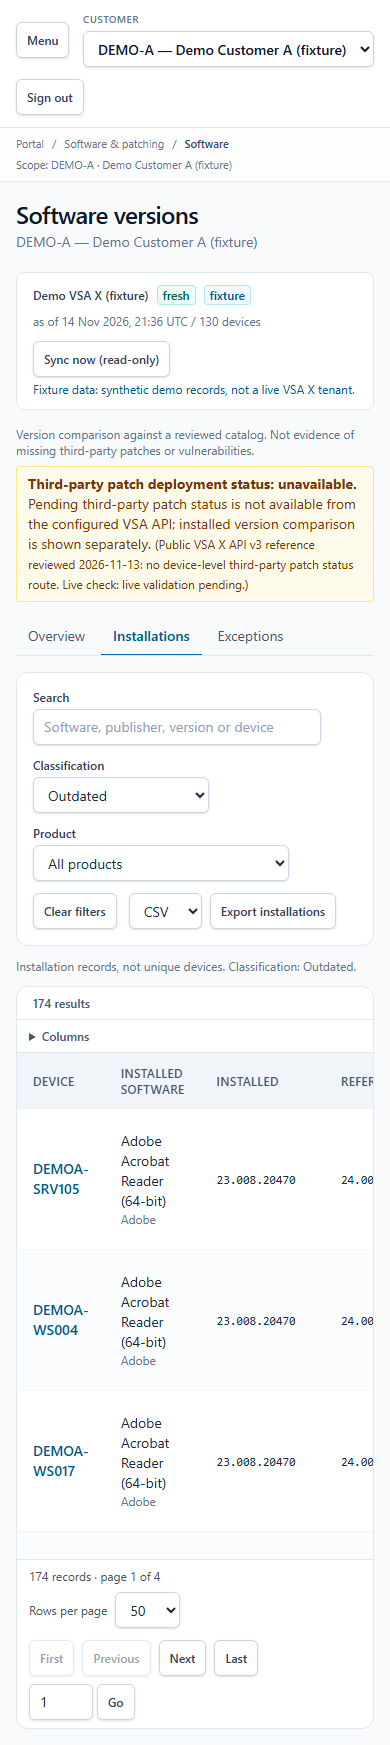 Menu
CUSTOMER
DEMO-A — Demo Customer A (fixture)
Sign out
Portal / Software & patching / Software
Scope: DEMO-A · Demo Customer A (fixture)
Software versions
DEMO-A — Demo Customer A (fixture)
Demo VSA X (fixture) fresh fixture
as of 14 Nov 2026, 21:36 UTC / 130 devices
Sync now (read-only)
Fixture data: synthetic demo records, not a live VSA X tenant.
Version comparison against a reviewed catalog. Not evidence of
missing third-party patches or vulnerabilities.
Third-party patch deployment status: unavailable.
Pending third-party patch status is not available from
the configured VSA API; installed version comparison
is shown separately. (Public VSA X API v3 reference
reviewed 2026-11-13: no device-level third-party patch status
route. Live check: live validation pending.)
Overview Installations Exceptions
Search
Software, publisher, version or device
Classification
Outdated
Product
All products
Clear filters CSV Export installations
Installation records, not unique devices. Classification: Outdated.
174 results
▶ Columns
DEVICE INSTALLED SOFTWARE INSTALLED REFER
DEMOA-
SRV105
Adobe
Acrobat
Reader
(64-bit)
Adobe
23.008.20470 24.00
DEMOA-
WS004
Adobe
Acrobat
Reader
(64-bit)
Adobe
23.008.20470 24.00
DEMOA-
WS017
Adobe
Acrobat
Reader
(64-bit)
Adobe
23.008.20470 24.00
174 records · page 1 of 4
Rows per page 50
First Previous Next Last
1 Go